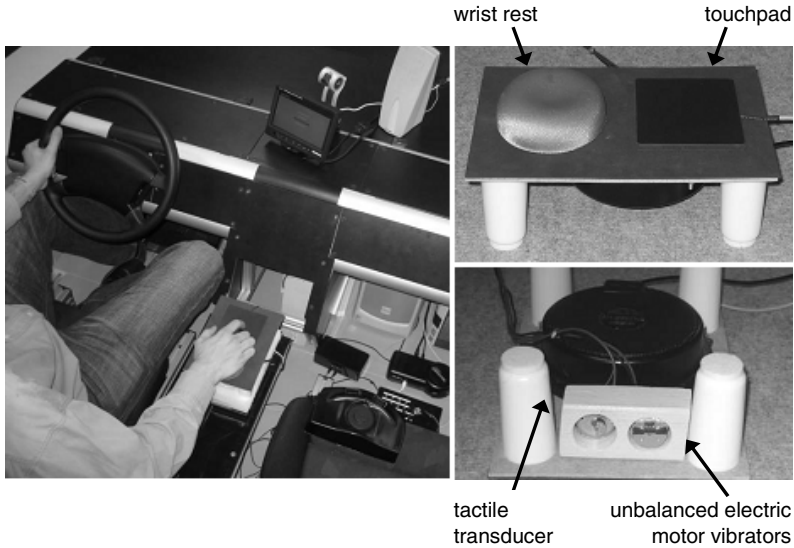 wrist rest
touchpad
tactile
transducer
unbalanced electric
motor vibrators